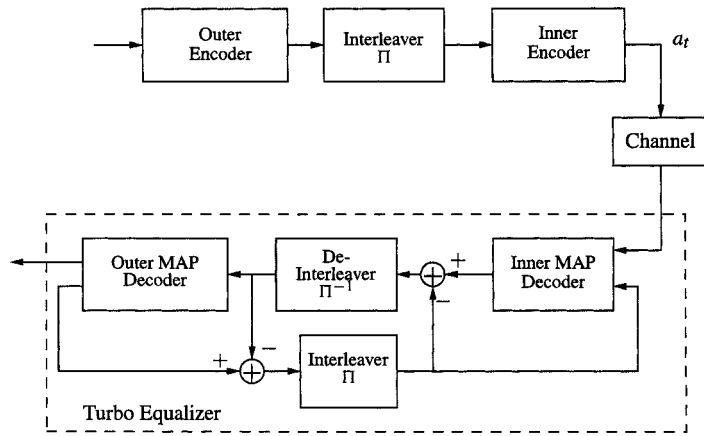 Outer
Encoder
Interleaver
Π
Inner
Encoder
a_t
Channel
Outer MAP
Decoder
De-
Interleaver
Π⁻¹
+
−
Inner MAP
Decoder
+
−
Interleaver
Π
Turbo Equalizer